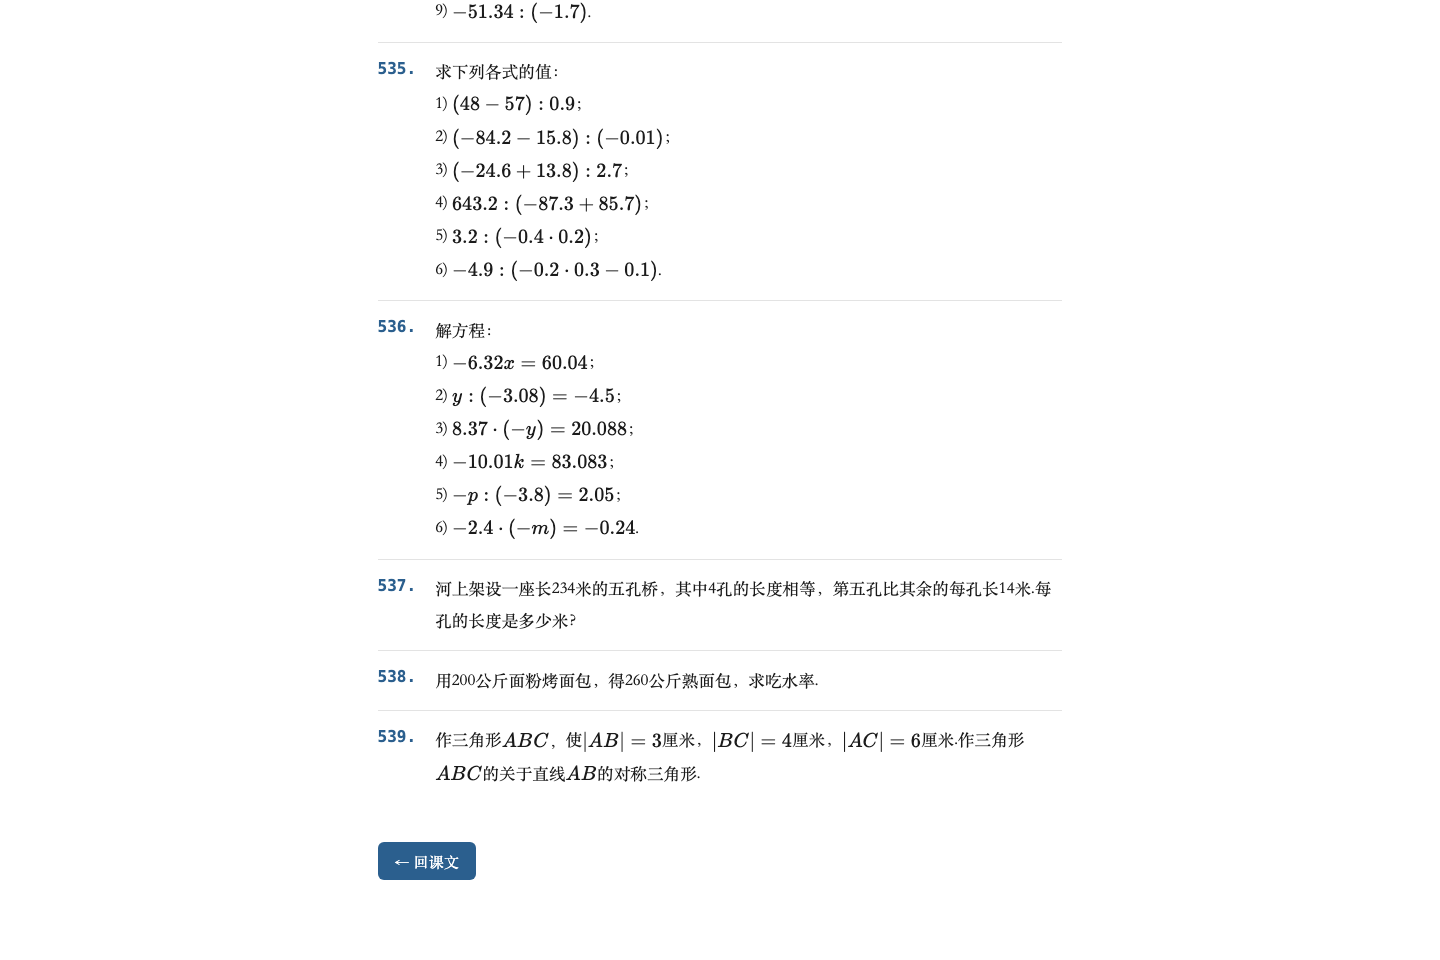 9) −51.34 : (−1.7).
535. 求下列各式的值：
1) (48 − 57) : 0.9；
2) (−84.2 − 15.8) : (−0.01)；
3) (−24.6 + 13.8) : 2.7；
4) 643.2 : (−87.3 + 85.7)；
5) 3.2 : (−0.4 · 0.2)；
6) −4.9 : (−0.2 · 0.3 − 0.1).
536. 解方程：
1) −6.32x = 60.04；
2) y : (−3.08) = −4.5；
3) 8.37 · (−y) = 20.088；
4) −10.01k = 83.083；
5) −p : (−3.8) = 2.05；
6) −2.4 · (−m) = −0.24.
537. 河上架设一座长234米的五孔桥，其中4孔的长度相等，第五孔比其余的每孔长14米.每
孔的长度是多少米?
538. 用200公斤面粉烤面包，得260公斤熟面包，求吃水率.
539. 作三角形ABC，使|AB| = 3厘米，|BC| = 4厘米，|AC| = 6厘米.作三角形
ABC的关于直线AB的对称三角形.
← 回课文